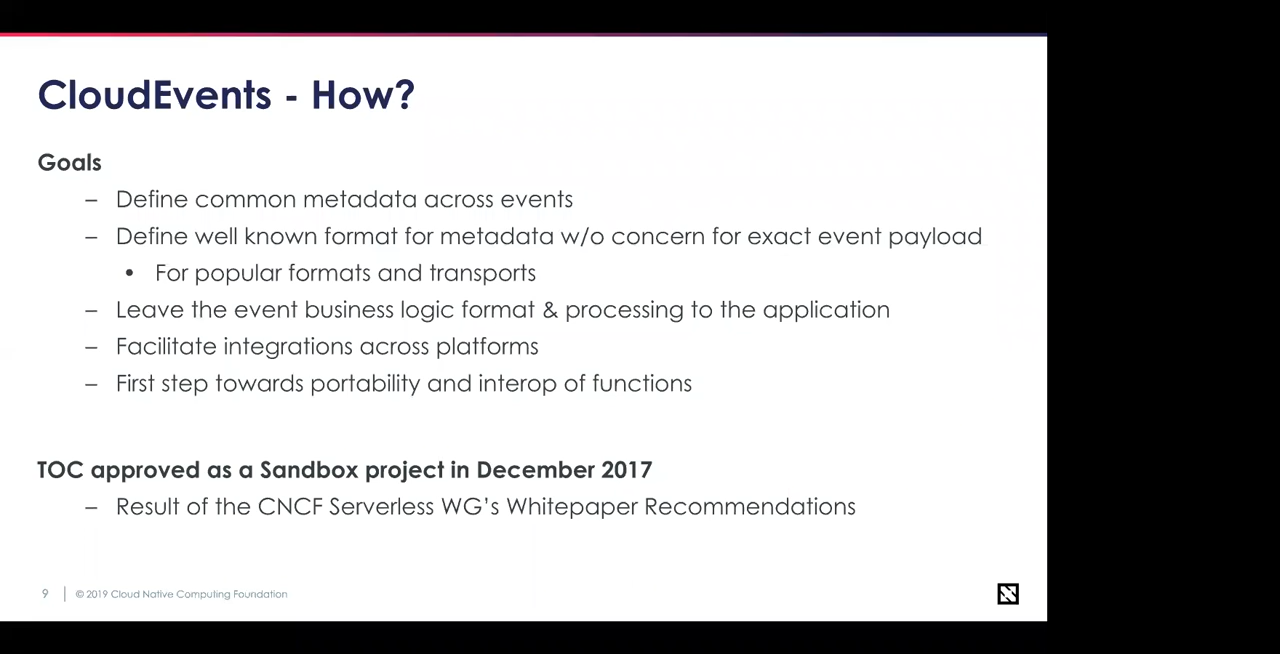 CloudEvents - How?
Goals
– Define common metadata across events
– Define well known format for metadata w/o concern for exact event payload
• For popular formats and transports
– Leave the event business logic format & processing to the application
– Facilitate integrations across platforms
– First step towards portability and interop of functions
TOC approved as a Sandbox project in December 2017
– Result of the CNCF Serverless WG’s Whitepaper Recommendations
9 | © 2019 Cloud Native Computing Foundation